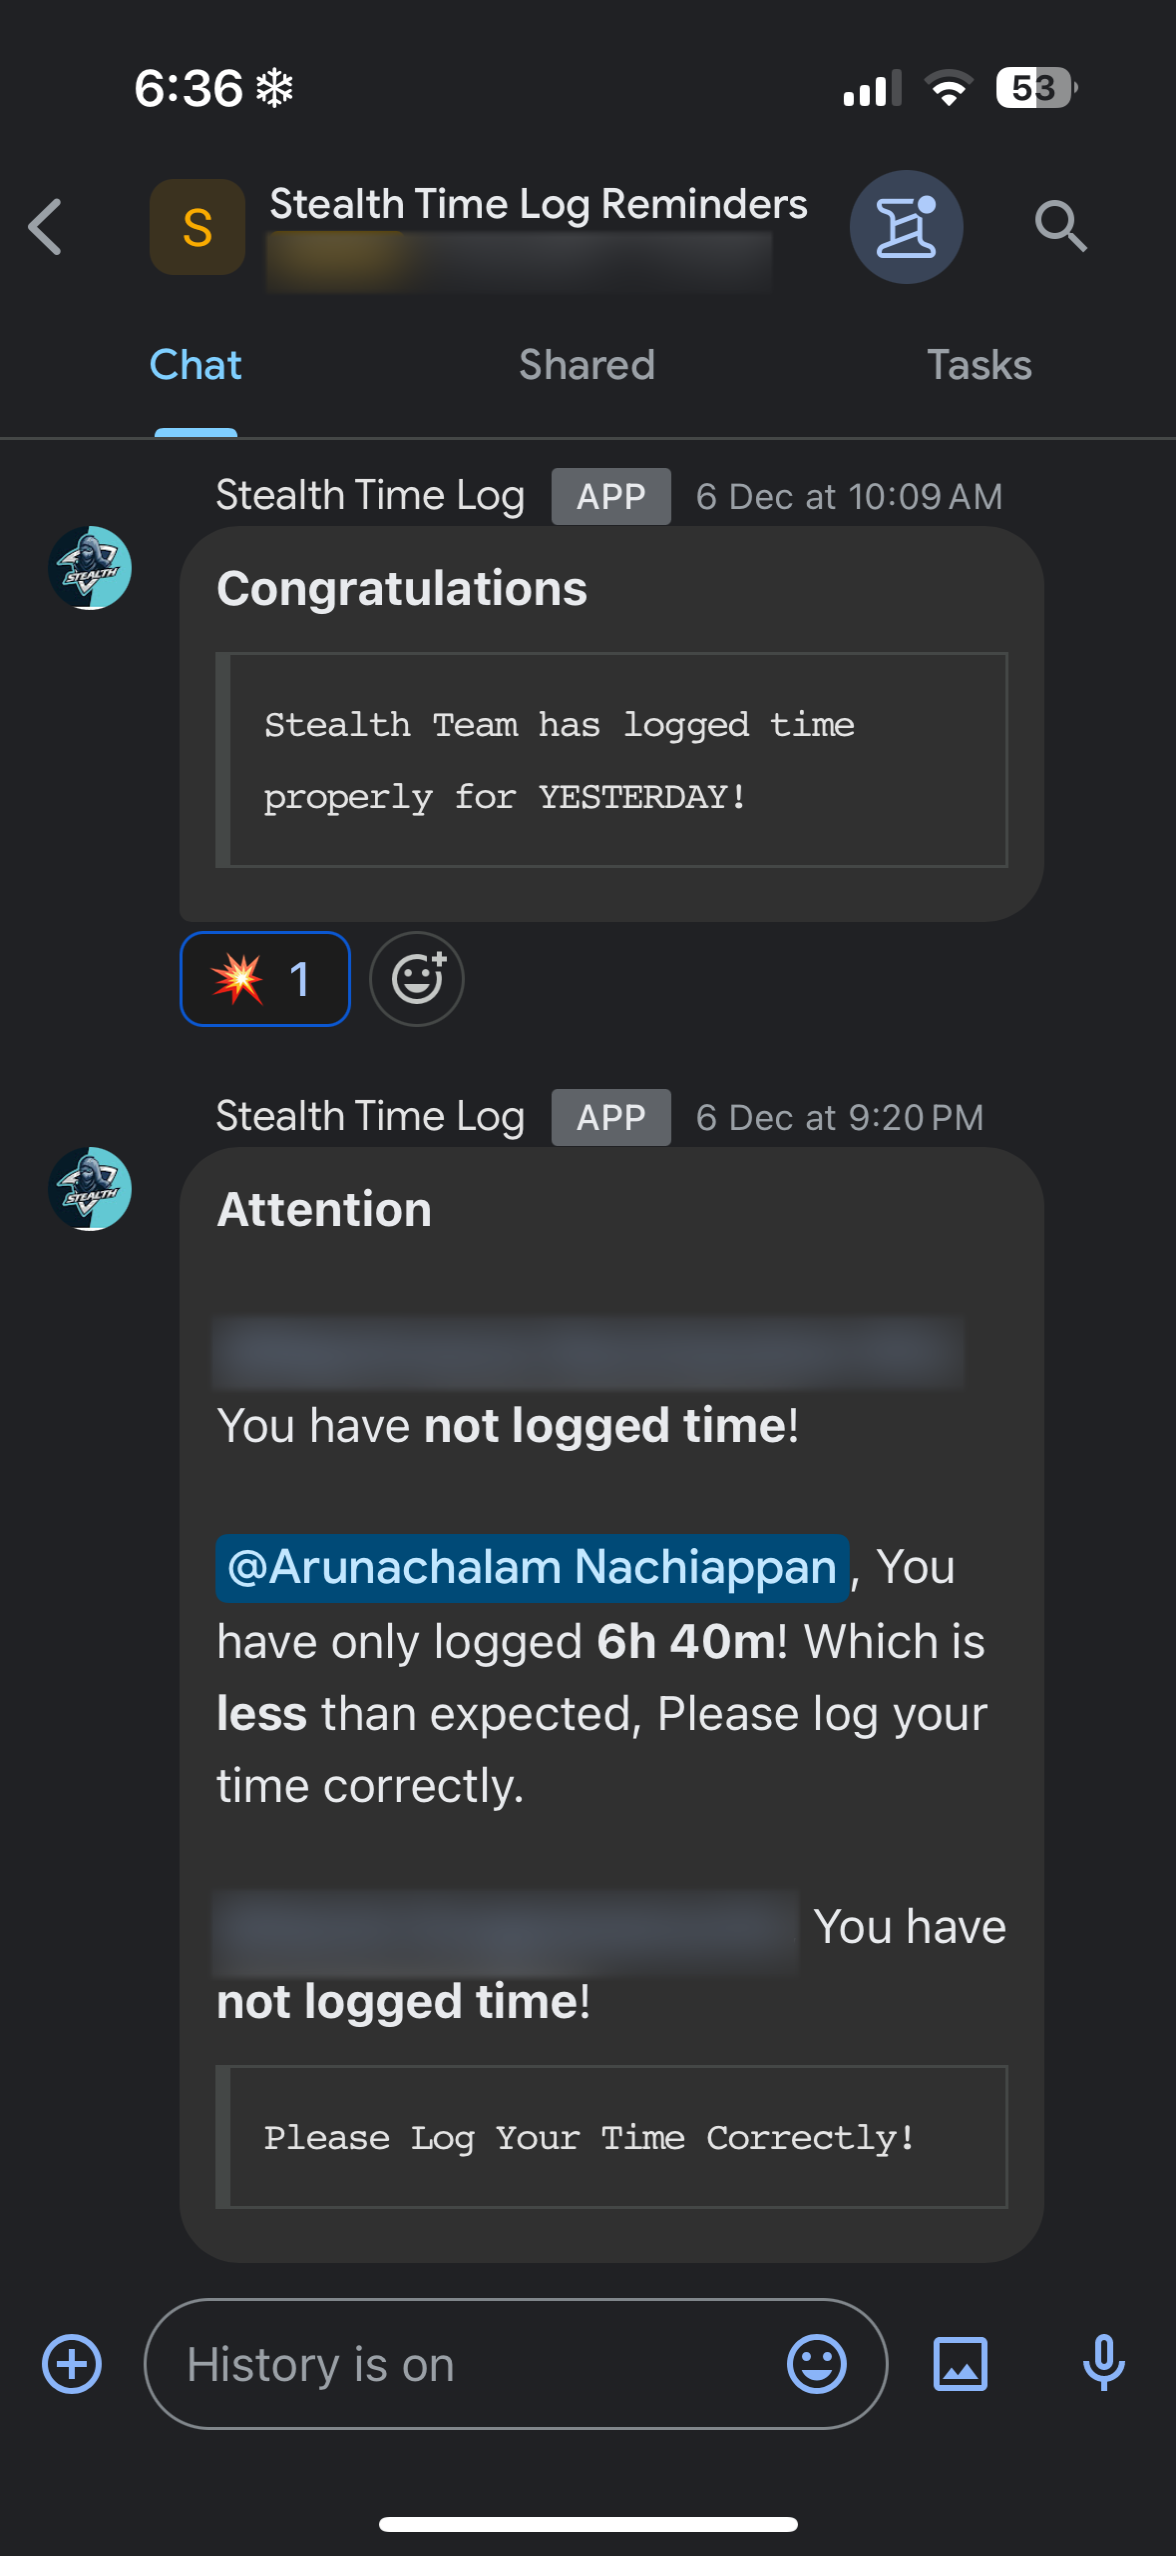 6:36
53
S
Stealth Time Log Reminders
Chat Shared Tasks
Stealth Time Log APP 6 Dec at 10:09 AM
STEALTH
Congratulations
Stealth Team has logged time
properly for YESTERDAY!
💥 1
Stealth Time Log APP 6 Dec at 9:20 PM
STEALTH
Attention
You have not logged time!
@Arunachalam Nachiappan, You
have only logged 6h 40m! Which is
less than expected, Please log your
time correctly.
You have
not logged time!
Please Log Your Time Correctly!
History is on